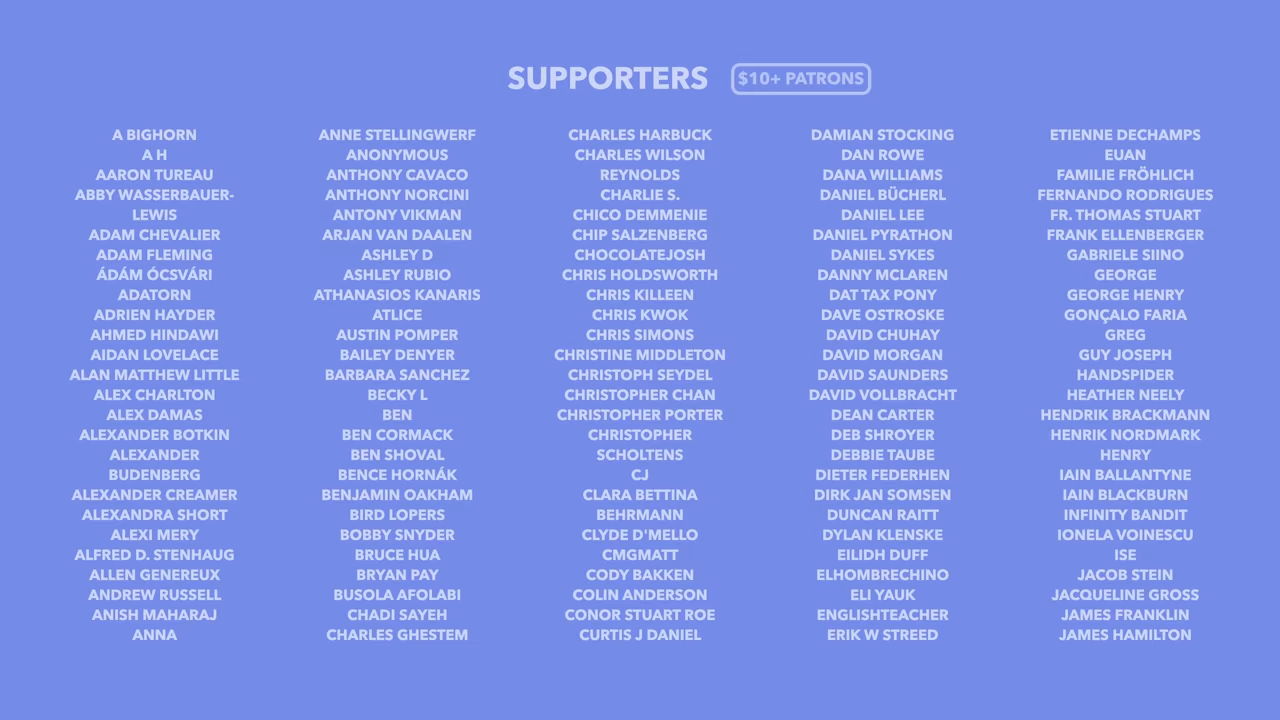 SUPPORTERS
$10+ PATRONS
A BIGHORN
A H
AARON TUREAU
ABBY WASSERBAUER-
LEWIS
ADAM CHEVALIER
ADAM FLEMING
ÁDÁM ÓCSVÁRI
ADATORN
ADRIEN HAYDER
AHMED HINDAWI
AIDAN LOVELACE
ALAN MATTHEW LITTLE
ALEX CHARLTON
ALEX DAMAS
ALEXANDER BOTKIN
ALEXANDER
BUDENBERG
ALEXANDER CREAMER
ALEXANDRA SHORT
ALEXI MERY
ALFRED D. STENHAUG
ALLEN GENEREUX
ANDREW RUSSELL
ANISH MAHARAJ
ANNA
ANNE STELLINGWERF
ANONYMOUS
ANTHONY CAVACO
ANTHONY NORCINI
ANTONY VIKMAN
ARJAN VAN DAALEN
ASHLEY D
ASHLEY RUBIO
ATHANASIOS KANARIS
ATLICE
AUSTIN POMPER
BAILEY DENYER
BARBARA SANCHEZ
BECKY L
BEN
BEN CORMACK
BEN SHOVAL
BENCE HORNÁK
BENJAMIN OAKHAM
BIRD LOPERS
BOBBY SNYDER
BRUCE HUA
BRYAN PAY
BUSOLA AFOLABI
CHADI SAYEH
CHARLES GHESTEM
CHARLES HARBUCK
CHARLES WILSON
REYNOLDS
CHARLIE S.
CHICO DEMMENIE
CHIP SALZENBERG
CHOCOLATEJOSH
CHRIS HOLDSWORTH
CHRIS KILLEEN
CHRIS KWOK
CHRIS SIMONS
CHRISTINE MIDDLETON
CHRISTOPH SEYDEL
CHRISTOPHER CHAN
CHRISTOPHER PORTER
CHRISTOPHER
SCHOLTENS
CJ
CLARA BETTINA
BEHRMANN
CLYDE D'MELLO
CMGMATT
CODY BAKKEN
COLIN ANDERSON
CONOR STUART ROE
CURTIS J DANIEL
DAMIAN STOCKING
DAN ROWE
DANA WILLIAMS
DANIEL BÜCHERL
DANIEL LEE
DANIEL PYRATHON
DANIEL SYKES
DANNY MCLAREN
DAT TAX PONY
DAVE OSTROSKE
DAVID CHUHAY
DAVID MORGAN
DAVID SAUNDERS
DAVID VOLLBRACHT
DEAN CARTER
DEB SHROYER
DEBBIE TAUBE
DIETER FEDERHEN
DIRK JAN SOMSEN
DUNCAN RAITT
DYLAN KLENSKE
EILIDH DUFF
ELHOMBRECHINO
ELI YAUK
ENGLISHTEACHER
ERIK W STREED
ETIENNE DECHAMPS
EUAN
FAMILIE FRÖHLICH
FERNANDO RODRIGUES
FR. THOMAS STUART
FRANK ELLENBERGER
GABRIELE SIINO
GEORGE
GEORGE HENRY
GONÇALO FARIA
GREG
GUY JOSEPH
HANDSPIDER
HEATHER NEELY
HENDRIK BRACKMANN
HENRIK NORDMARK
HENRY
IAIN BALLANTYNE
IAIN BLACKBURN
INFINITY BANDIT
IONELA VOINESCU
ISE
JACOB STEIN
JACQUELINE GROSS
JAMES FRANKLIN
JAMES HAMILTON